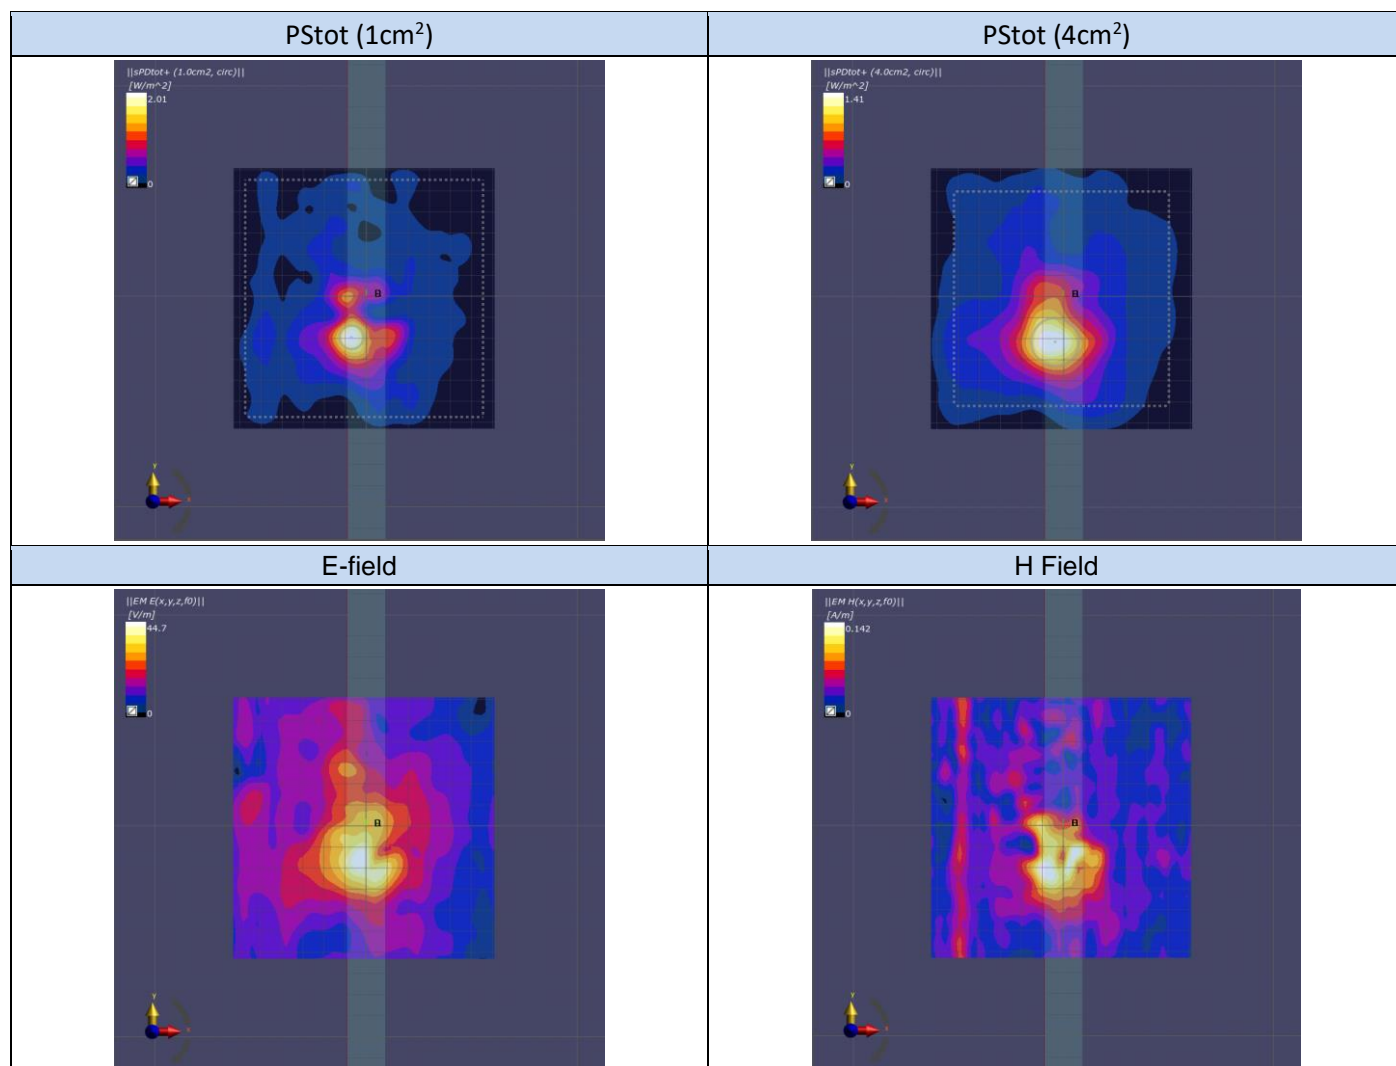 PStot (1cm²)
PStot (4cm²)
||sPDtot+ (1.0cm2, circ)||
[W/m^2]
2.01
0
||sPDtot+ (4.0cm2, circ)||
[W/m^2]
1.41
0
y
x
y
x
E-field
H Field
||EM E(x,y,z,f0)||
[V/m]
44.7
0
||EM H(x,y,z,f0)||
[A/m]
0.142
0
y
x
y
x